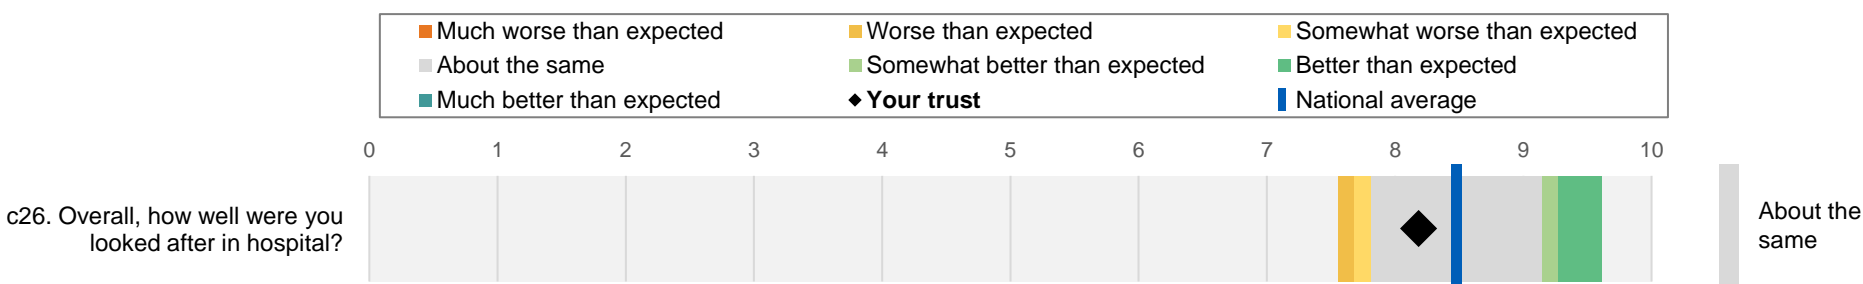 Much worse than expected
Worse than expected
Somewhat worse than expected
About the same
Somewhat better than expected
Better than expected
Much better than expected
Your trust
National average
0 1 2 3 4 5 6 7 8 9 10
c26. Overall, how well were you
looked after in hospital?
About the
same